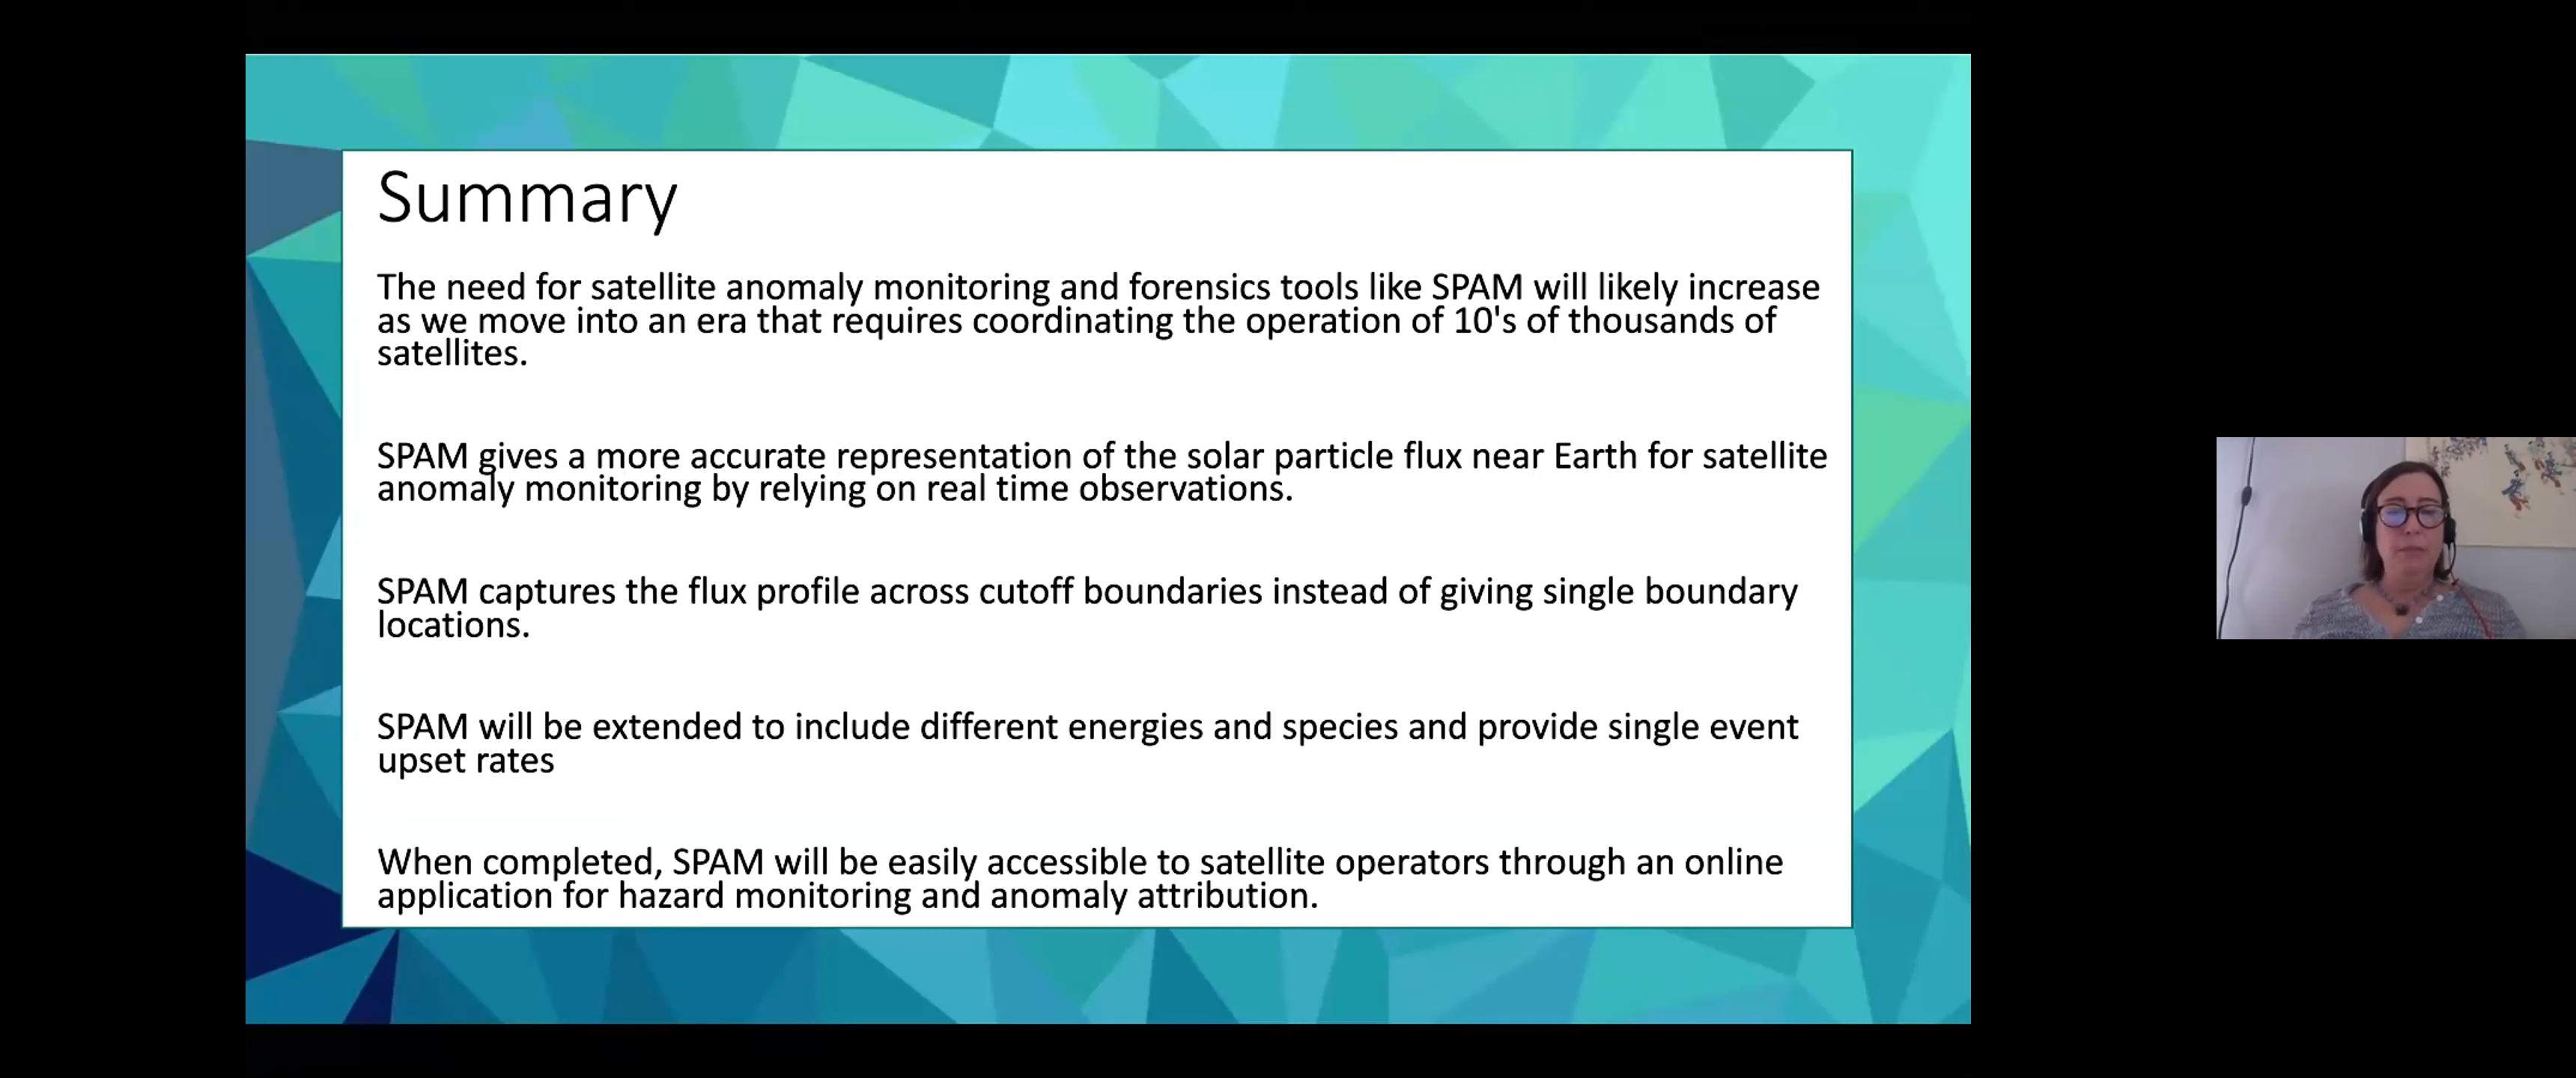 Summary
The need for satellite anomaly monitoring and forensics tools like SPAM will likely increase
as we move into an era that requires coordinating the operation of 10's of thousands of
satellites.
SPAM gives a more accurate representation of the solar particle flux near Earth for satellite
anomaly monitoring by relying on real time observations.
SPAM captures the flux profile across cutoff boundaries instead of giving single boundary
locations.
SPAM will be extended to include different energies and species and provide single event
upset rates
When completed, SPAM will be easily accessible to satellite operators through an online
application for hazard monitoring and anomaly attribution.